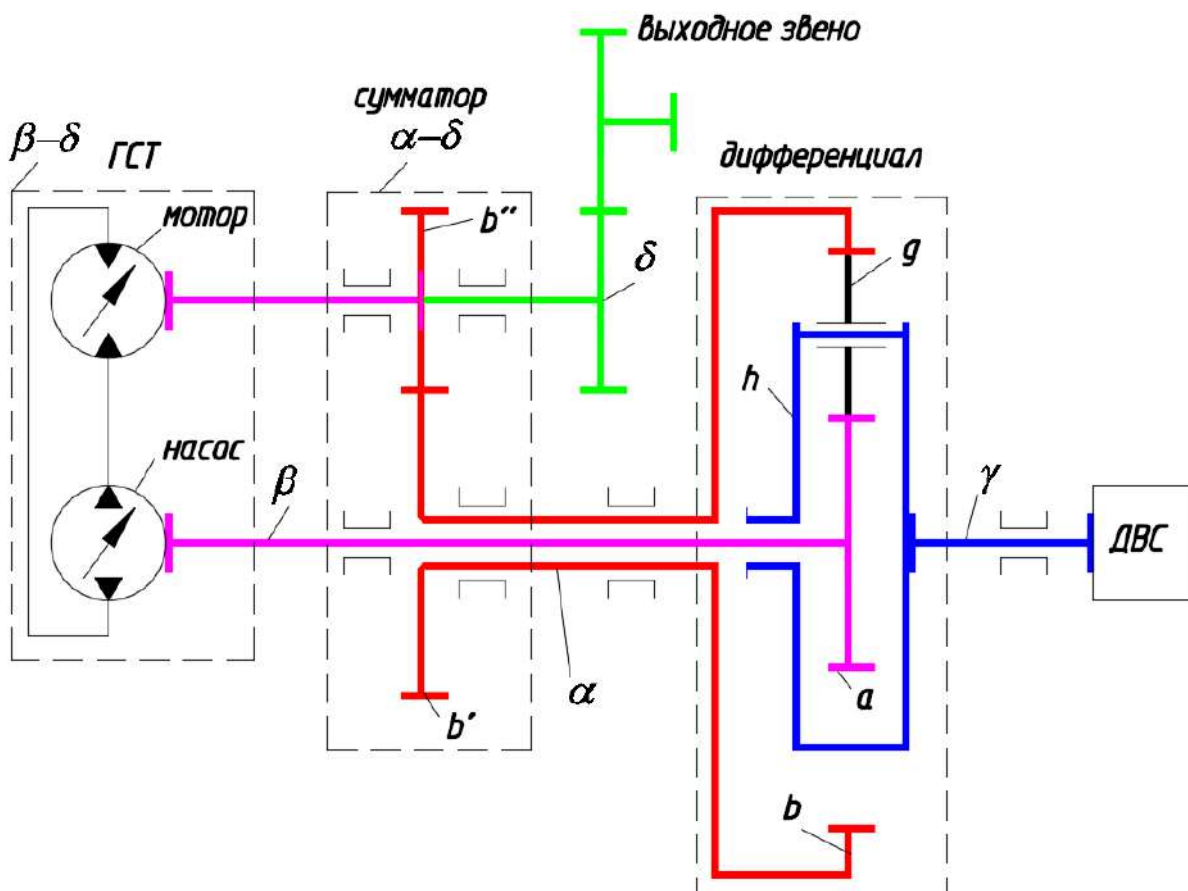 выходное звено
сумматор
α–δ
β–δ
ГСТ
мотор
b''
дифференциал
g
δ
h
насос
β
γ
ДВС
α
a
b'
b